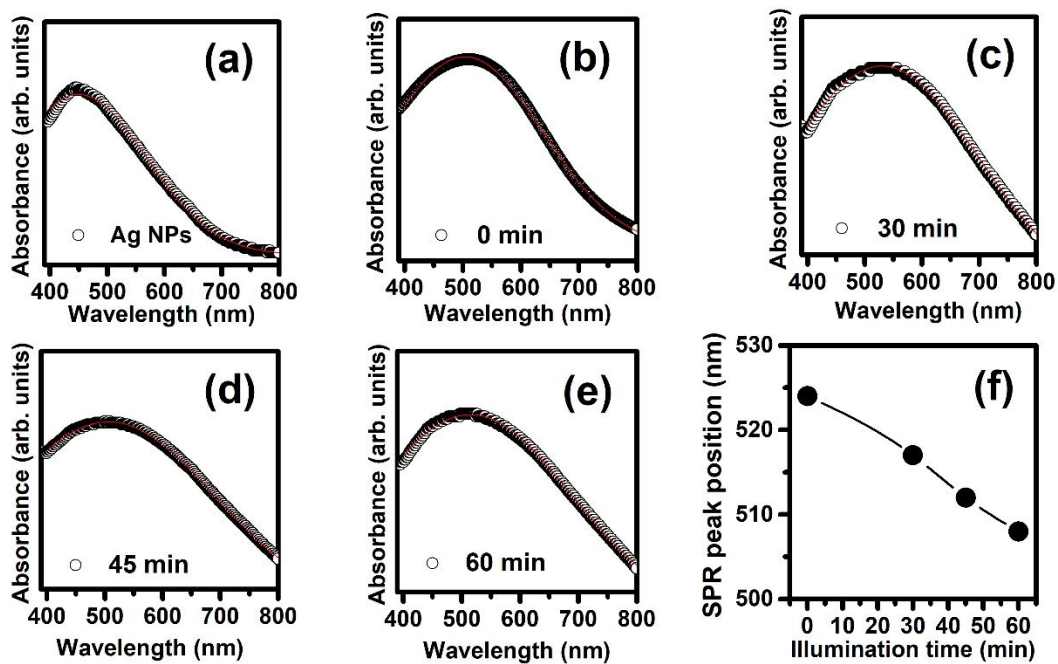 Absorbance (arb. units)
(a)
○ Ag NPs
400 500 600 700 800
Wavelength (nm)
Absorbance (arb. units)
(b)
○ 0 min
400 500 600 700 800
Wavelength (nm)
Absorbance (arb. units)
(c)
○ 30 min
400 500 600 700 800
Wavelength (nm)
Absorbance (arb. units)
(d)
○ 45 min
400 500 600 700 800
Wavelength (nm)
Absorbance (arb. units)
(e)
○ 60 min
400 500 600 700 800
Wavelength (nm)
SPR peak position (nm)
530
520
510
500
(f)
0 10 20 30 40 50 60
Illumination time (min)